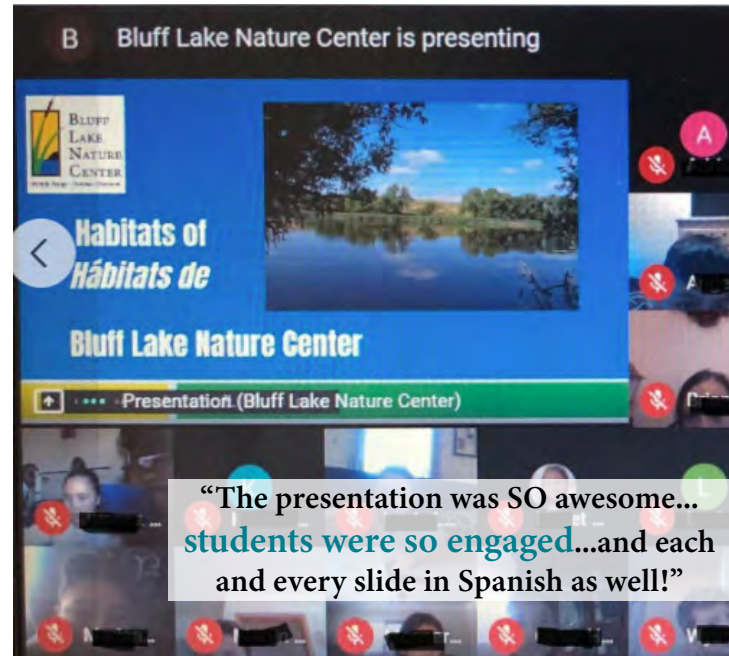 B Bluff Lake Nature Center is presenting
BLUFF
LAKE
NATURE
CENTER
A
Habitats of
Hábitats de
A
Bluff Lake Nature Center
Presentation (Bluff Lake Nature Center)
K
L
“The presentation was SO awesome...
students were so engaged...and each
and every slide in Spanish as well!”